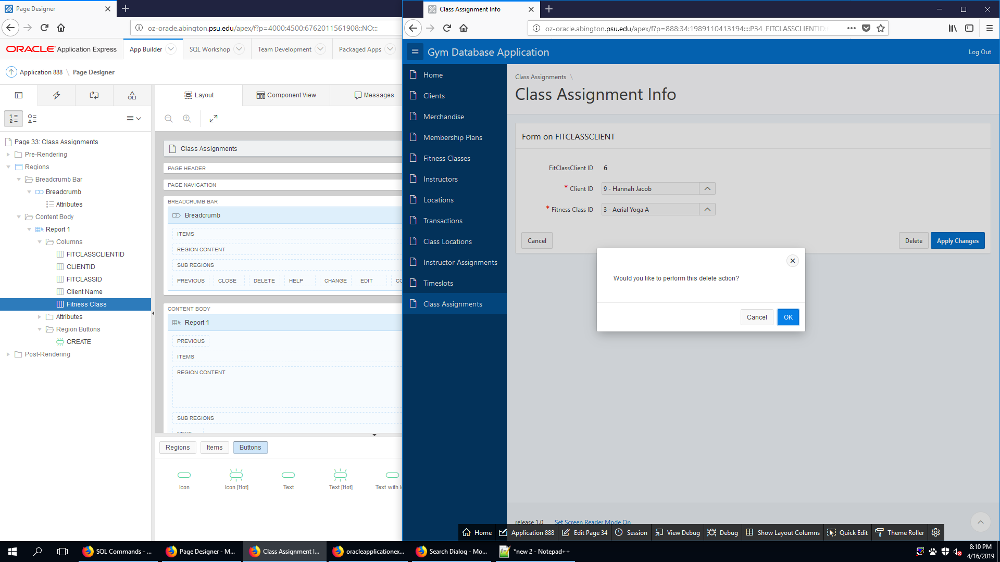 Page Designer
Class Assignment Info
oz-oracle.abington.psu.edu/apex/f?p=4000:4500:6762011561908::NO:::
oz-oracle.abington.psu.edu/apex/f?p=888:34:1989110413194::::P34_FITCLASSCLIENTID:
ORACLE Application Express
App Builder
SQL Workshop
Team Development
Packaged Apps
Application 888 \ Page Designer
Layout
Component View
Messages
Page 33: Class Assignments
Pre-Rendering
Regions
Breadcrumb Bar
Breadcrumb
Attributes
Content Body
Report 1
Columns
FITCLASSCLIENTID
CLIENTID
FITCLASSID
Client Name
Fitness Class
Attributes
Region Buttons
CREATE
Post-Rendering
Class Assignments
PAGE HEADER
PAGE NAVIGATION
BREADCRUMB BAR
Breadcrumb
ITEMS
REGION CONTENT
SUB REGIONS
PREVIOUS CLOSE DELETE HELP CHANGE EDIT
CONTENT BODY
Report 1
PREVIOUS
ITEMS
REGION CONTENT
SUB REGIONS
NEXT
Regions Items Buttons
Icon
Icon [Hot]
Text
Text [Hot]
Text with
Gym Database Application
Log Out
Home
Clients
Merchandise
Membership Plans
Fitness Classes
Instructors
Locations
Transactions
Class Locations
Instructor Assignments
Timeslots
Class Assignments
Class Assignments \
Class Assignment Info
Form on FITCLASSCLIENT
FitClassClient ID 6
* Client ID 9 - Hannah Jacob
* Fitness Class ID 3 - Aerial Yoga A
Cancel
Delete
Apply Changes
Would you like to perform this delete action?
Cancel
OK
release 1.0 Set Screen Reader Mode On
Home
Application 888
Edit Page 34
Session
View Debug
Debug
Show Layout Columns
Quick Edit
Theme Roller
SQL Commands - ...
Page Designer - M...
Class Assignment I...
oracleapplicationex...
Search Dialog - Mo...
*new 2 - Notepad++
8:10 PM
4/16/2019